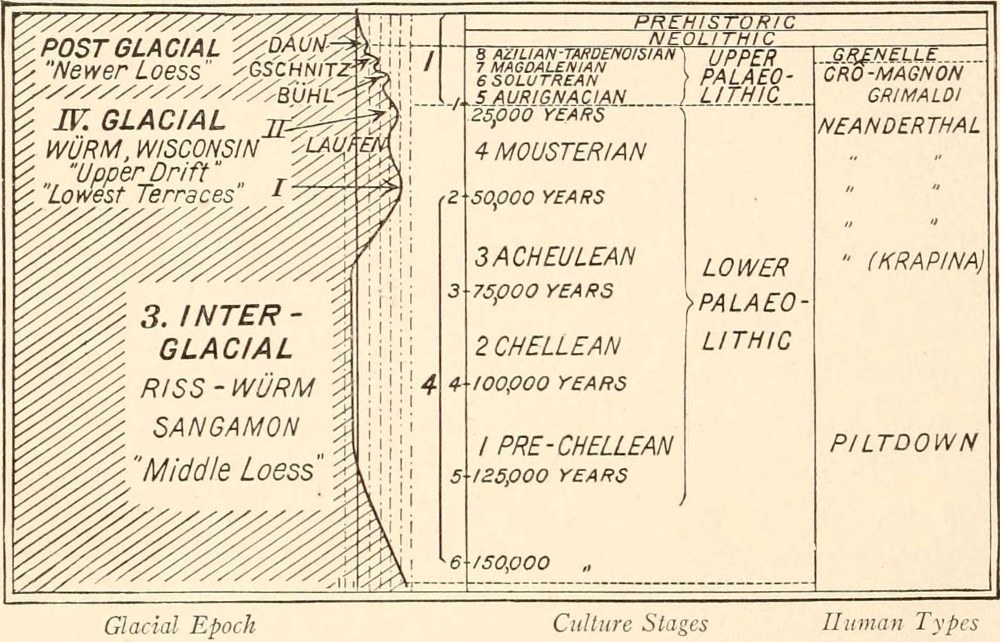 POST GLACIAL
"Newer Loess"
DAUN
GSCHNITZ
BÜHL
IV. GLACIAL
WÜRM, WISCONSIN
"Upper Drift"
"Lowest Terraces"
II
LAUFEN
I
3. INTER-
GLACIAL
RISS-WÜRM
SANGAMON
"Middle Loess"
1
4
PREHISTORIC
NEOLITHIC
8 AZILIAN-TARDENOISIAN
7 MAGDALENIAN
6 SOLUTREAN
5 AURIGNACIAN
1
25,000 YEARS
4 MOUSTERIAN
2 50,000 YEARS
3 ACHEULEAN
3 75,000 YEARS
2 CHELLEAN
4 100,000 YEARS
1 PRE-CHELLEAN
5 125,000 YEARS
6 150,000 "
UPPER
PALAEO-
LITHIC
LOWER
PALAEO-
LITHIC
GRENELLE
CRÔ-MAGNON
GRIMALDI
NEANDERTHAL
" "
" "
" "
" (KRAPINA)
PILTDOWN
Glacial Epoch
Culture Stages
Human Types